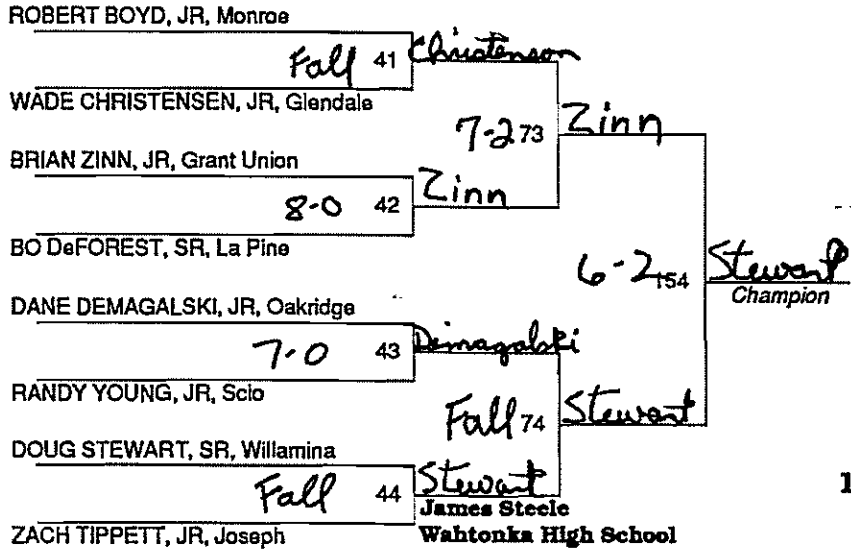 ROBERT BOYD, JR, Monroe
Fall 41 Christenson
WADE CHRISTENSEN, JR, Glendale
7-2 73 Zinn
BRIAN ZINN, JR, Grant Union
8-0 42 Zinn
BO DeFOREST, SR, La Pine
6-2 154 Stewart
Champion
DANE DEMAGALSKI, JR, Oakridge
7-0 43 Demagalski
RANDY YOUNG, JR, Scio
Fall 74 Stewart
DOUG STEWART, SR, Willamina
Fall 44 Stewart
James Steele
Wahtonka High School
ZACH TIPPETT, JR, Joseph
1